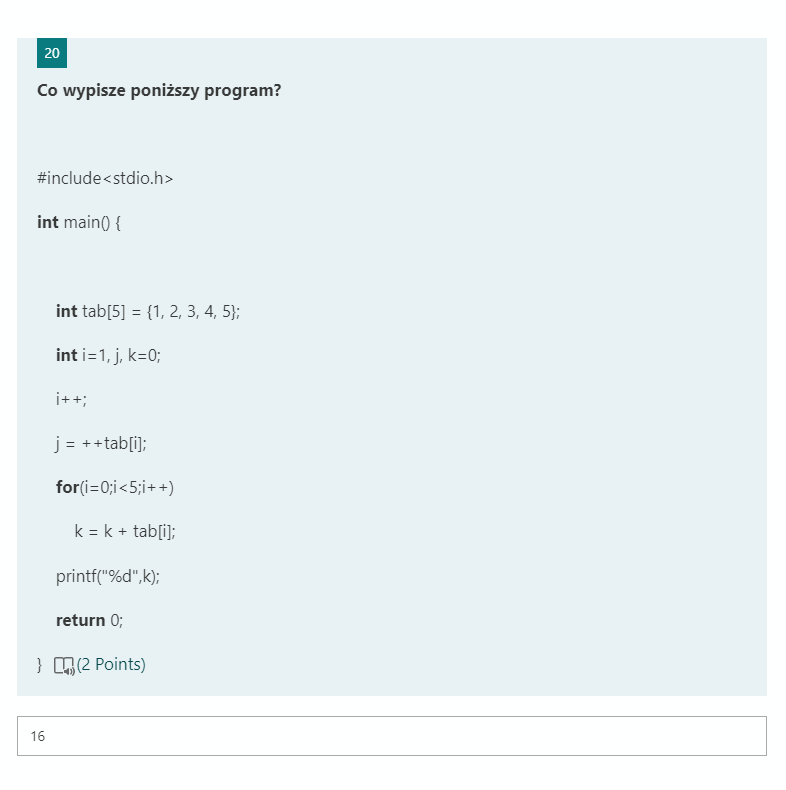 20
Co wypisze poniższy program?
#include<stdio.h>
int main() {
int tab[5] = {1, 2, 3, 4, 5};
int i=1, j, k=0;
i++;
j = ++tab[i];
for(i=0;i<5;i++)
k = k + tab[i];
printf("%d",k);
return 0;
} (2 Points)
16